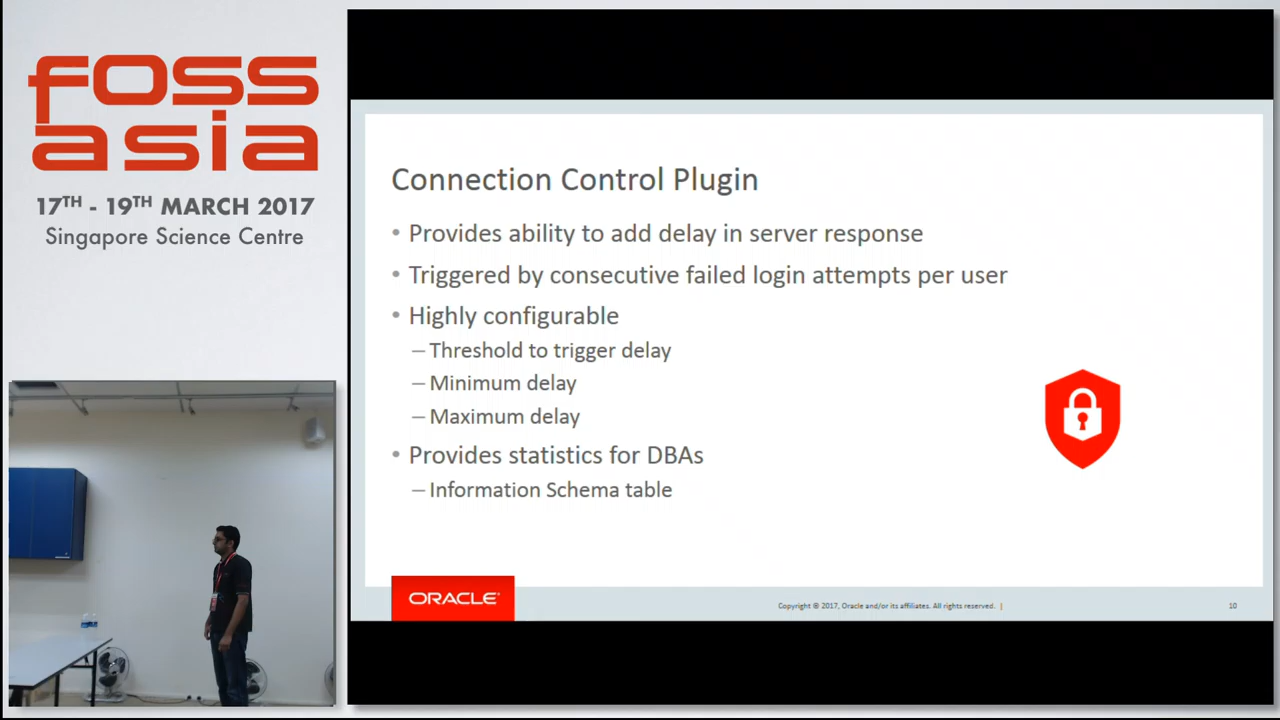 foss
asia
17TH - 19TH MARCH 2017
Singapore Science Centre
Connection Control Plugin
• Provides ability to add delay in server response
• Triggered by consecutive failed login attempts per user
• Highly configurable
– Threshold to trigger delay
– Minimum delay
– Maximum delay
• Provides statistics for DBAs
– Information Schema table
ORACLE®
Copyright © 2017, Oracle and/or its affiliates. All rights reserved. |
10